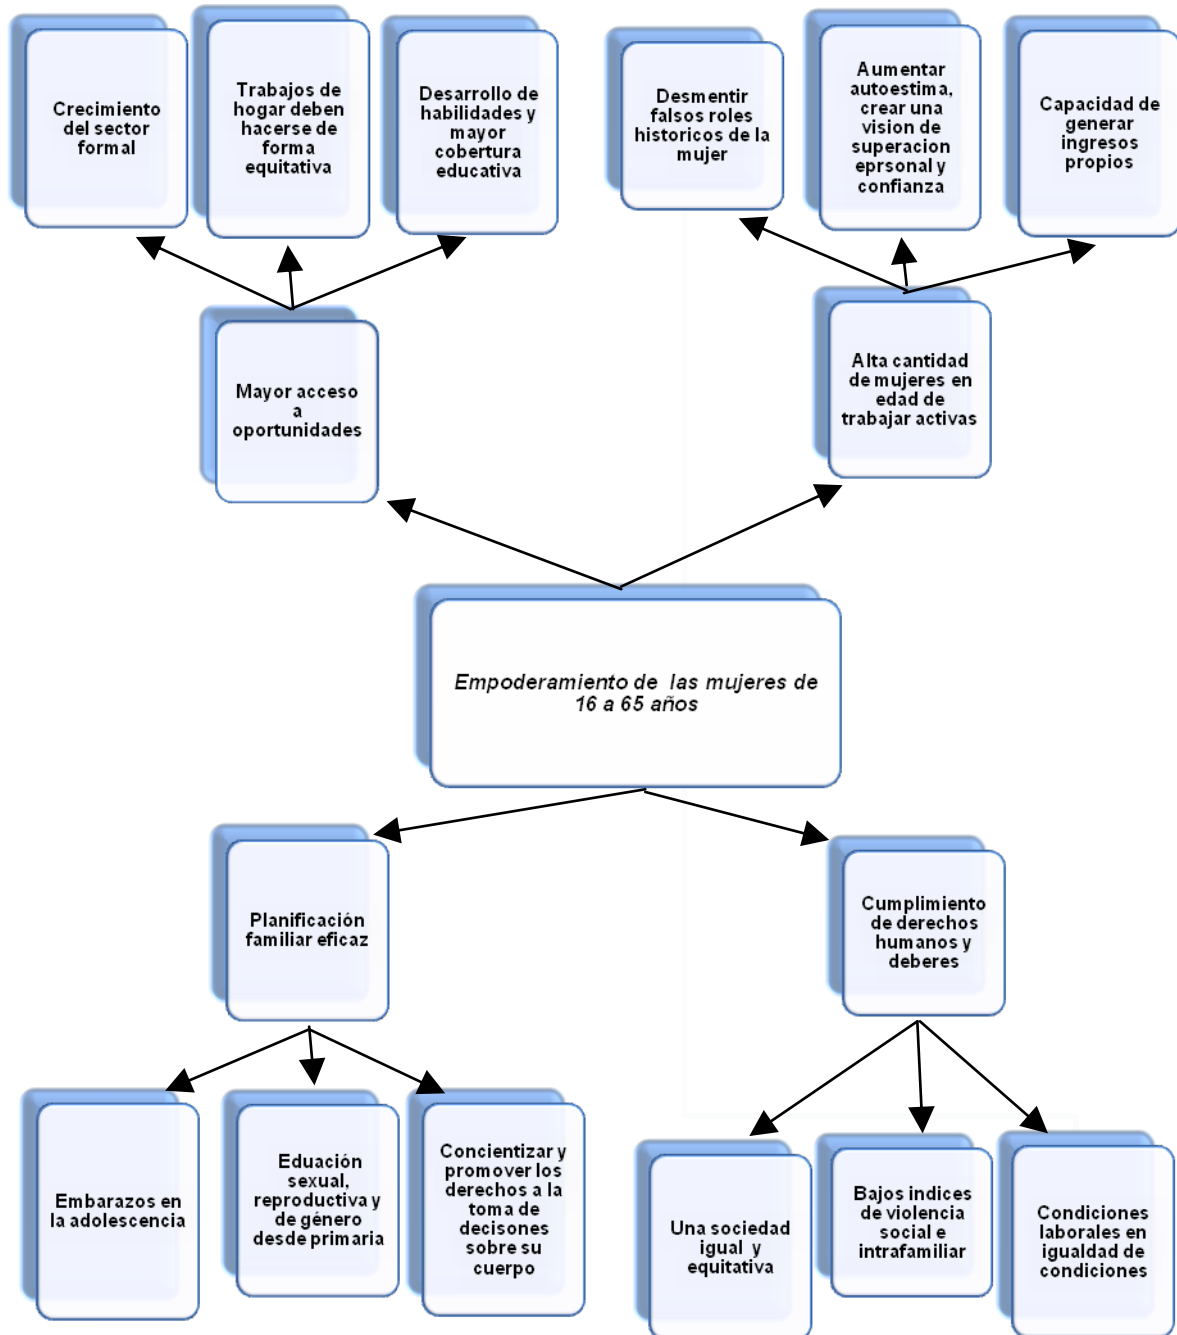 Crecimiento
del sector
formal
Trabajos de
hogar deben
hacerse de
forma
equitativa
Desarrollo de
habilidades y
mayor
cobertura
educativa
Desmentir
falsos roles
historicos de la
mujer
Aumentar
autoestima,
crear una
vision de
superacion
eprsonal y
confianza
Capacidad de
generar
ingresos
propios
Mayor acceso
a
oportunidades
Alta cantidad
de mujeres en
edad de
trabajar activas
Empoderamiento de las mujeres de
16 a 65 años
Planificación
familiar eficaz
Cumplimiento
de derechos
humanos y
deberes
Embarazos en
la adolescencia
Eduación
sexual,
reproductiva y
de género
desde primaria
Concientizar y
promover los
derechos a la
toma de
decisones
sobre su
cuerpo
Una sociedad
igual y
equitativa
Bajos indices
de violencia
social e
intrafamiliar
Condiciones
laborales en
igualdad de
condiciones